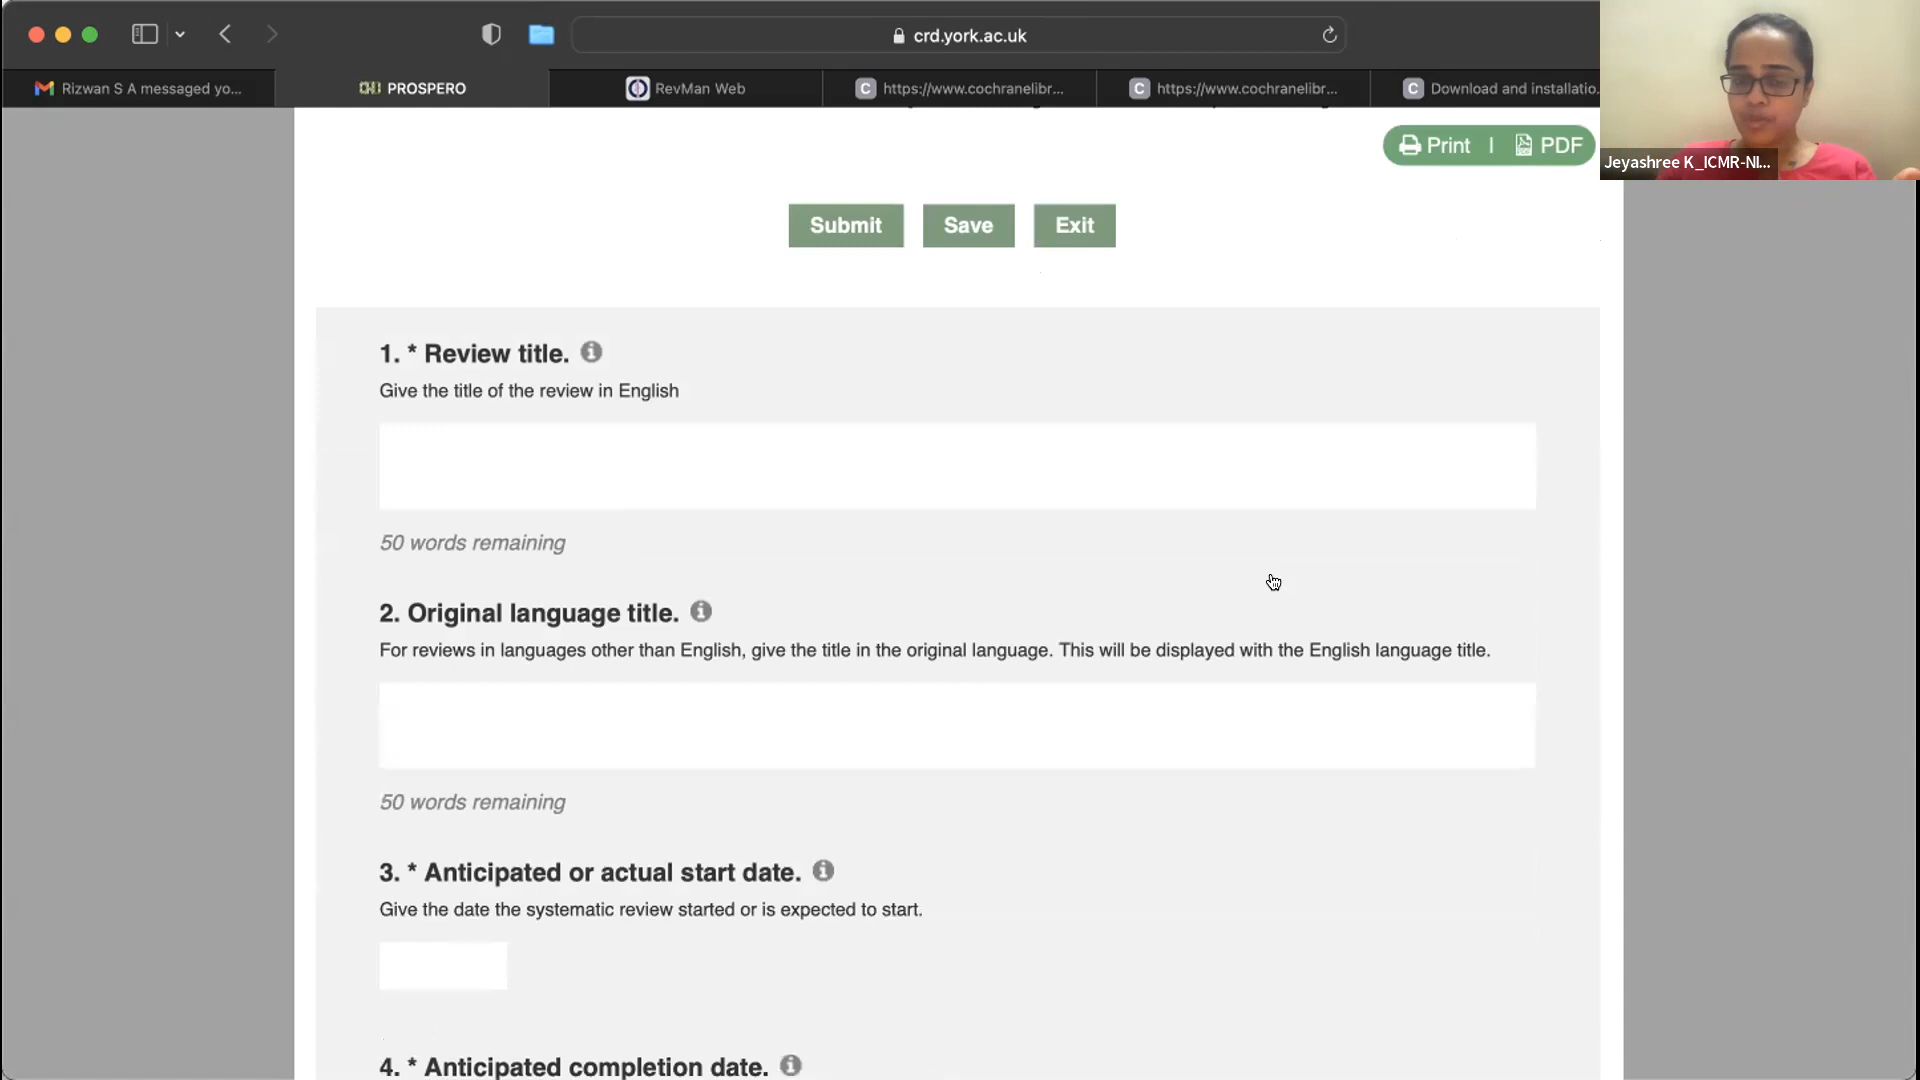 crd.york.ac.uk
Rizwan S A messaged yo...
PROSPERO
RevMan Web
https://www.cochranelibr...
https://www.cochranelibr...
Download and installatio.
Jeyashree K_ICMR-NI...
Print | PDF
Submit
Save
Exit
1. * Review title.
Give the title of the review in English
50 words remaining
2. Original language title.
For reviews in languages other than English, give the title in the original language. This will be displayed with the English language title.
50 words remaining
3. * Anticipated or actual start date.
Give the date the systematic review started or is expected to start.
4. * Anticipated completion date.